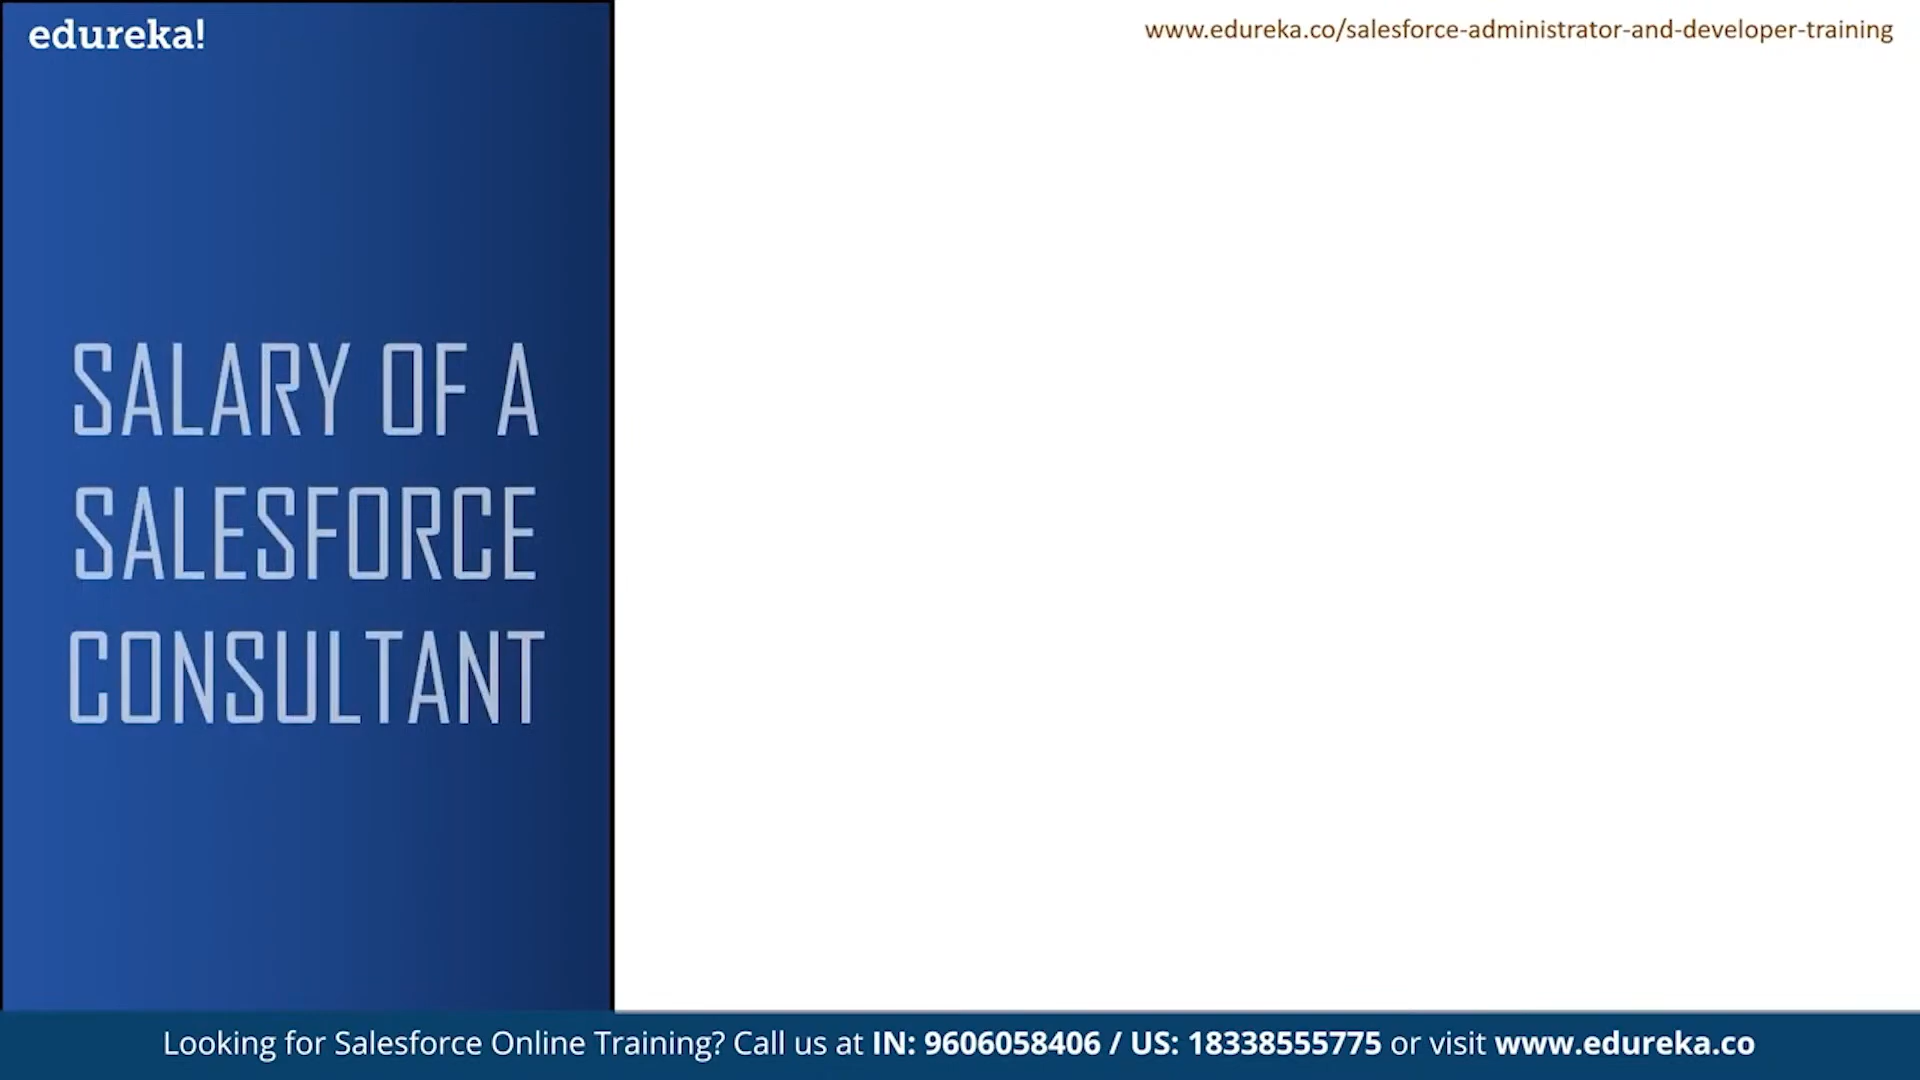 edureka!
www.edureka.co/salesforce-administrator-and-developer-training
SALARY OF A
SALESFORCE
CONSULTANT
Looking for Salesforce Online Training? Call us at IN: 9606058406 / US: 18338555775 or visit www.edureka.co